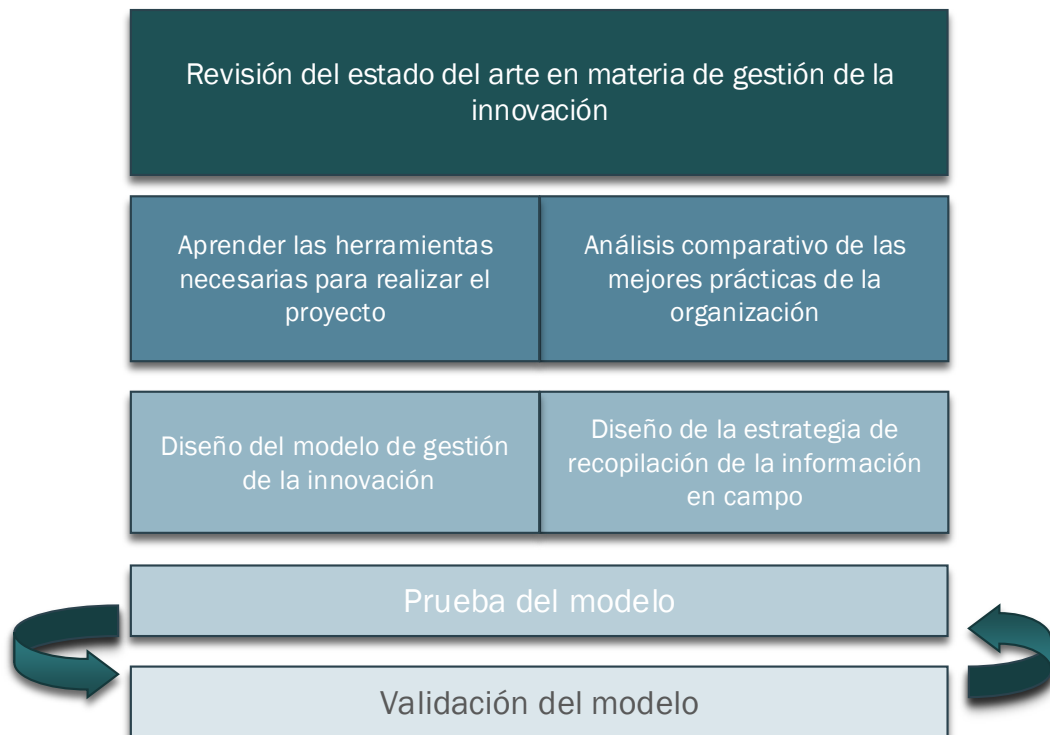 Revisión del estado del arte en materia de gestión de la
innovación
Aprender las herramientas
necesarias para realizar el
proyecto
Análisis comparativo de las
mejores prácticas de la
organización
Diseño del modelo de gestión
de la innovación
Diseño de la estrategia de
recopilación de la información
en campo
Prueba del modelo
Validación del modelo